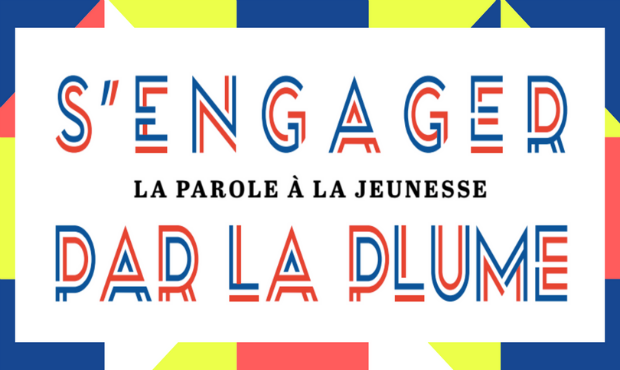 S'ENGAGER
LA PAROLE À LA JEUNESSE
PAR LA PLUME